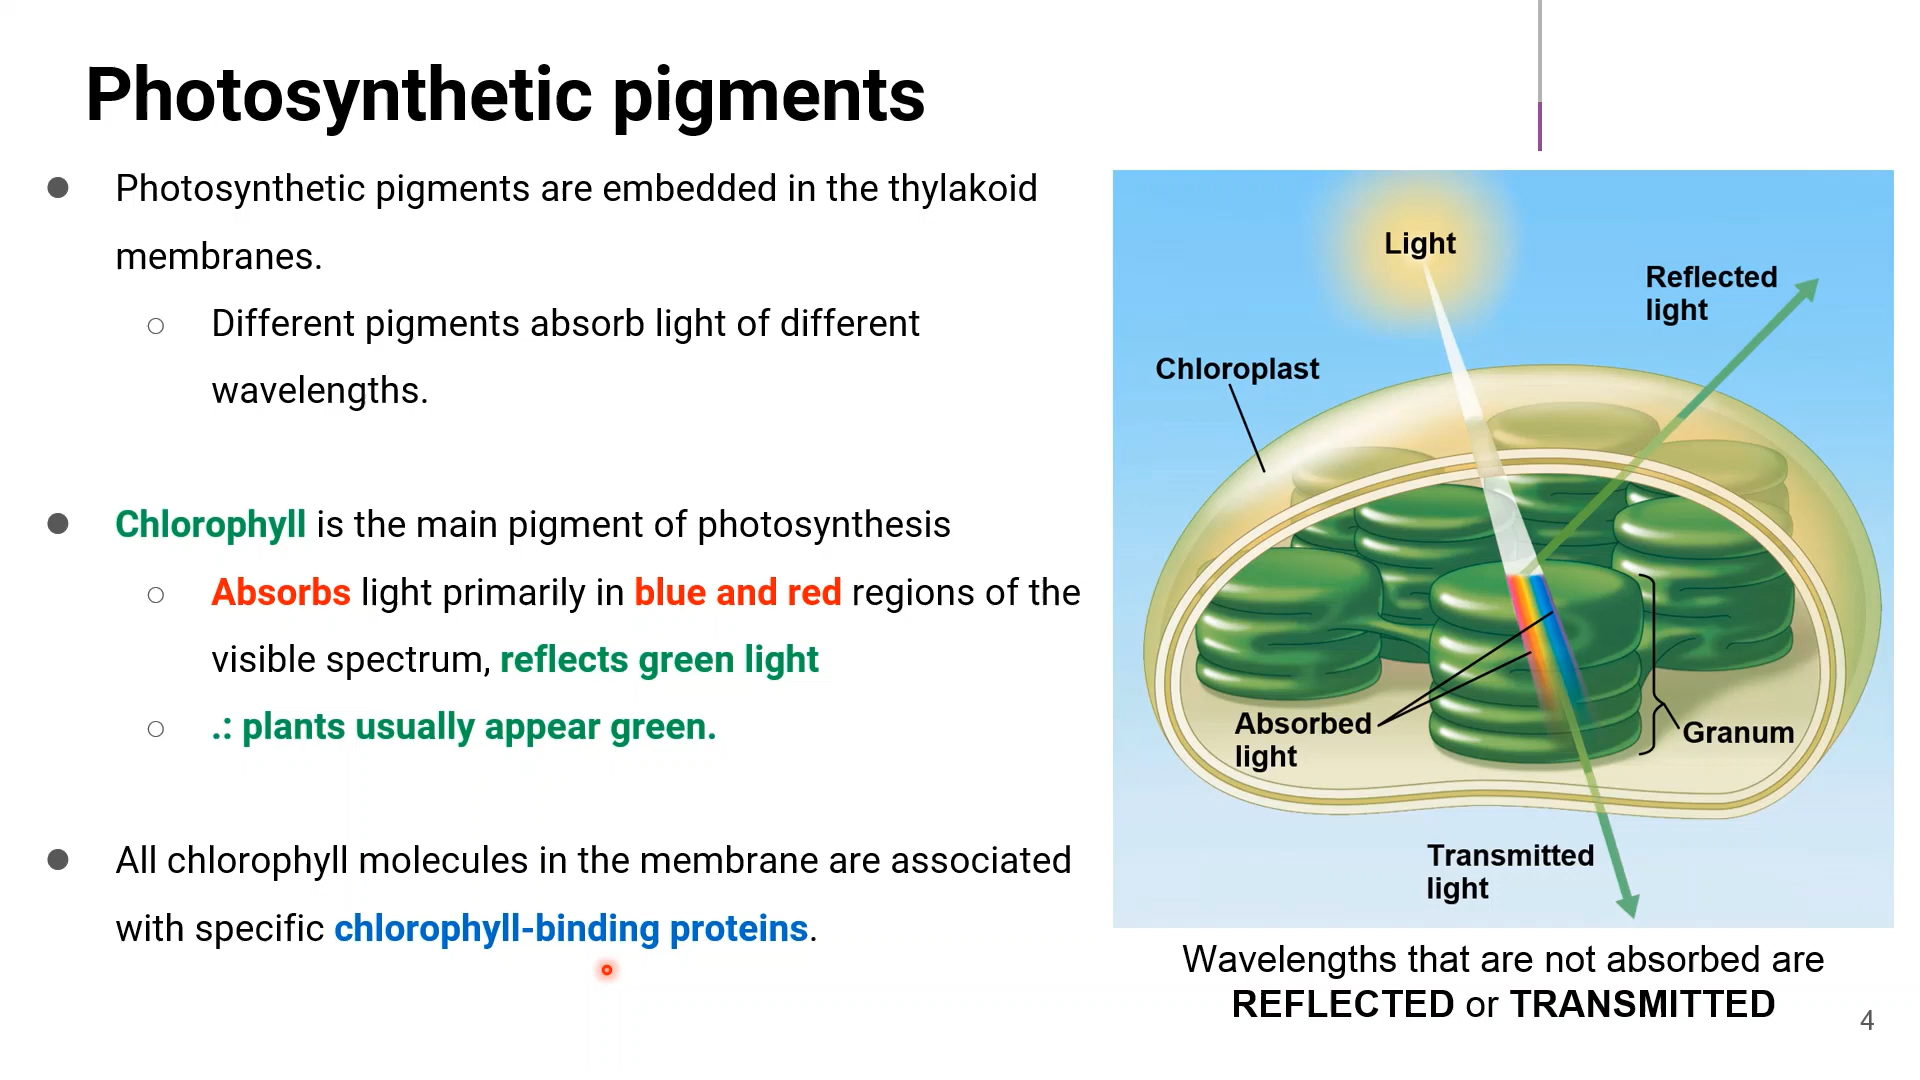 Photosynthetic pigments
● Photosynthetic pigments are embedded in the thylakoid
membranes.
○ Different pigments absorb light of different
wavelengths.
● Chlorophyll is the main pigment of photosynthesis
○ Absorbs light primarily in blue and red regions of the
visible spectrum, reflects green light
○ .: plants usually appear green.
● All chlorophyll molecules in the membrane are associated
with specific chlorophyll-binding proteins.
Light
Reflected
light
Chloroplast
Absorbed
light
Granum
Transmitted
light
Wavelengths that are not absorbed are
REFLECTED or TRANSMITTED
4